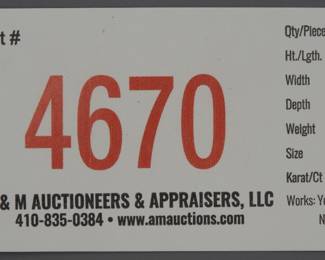 t #
4670
& M AUCTIONEERS & APPRAISERS, LLC
410-835-0384 • www.amauctions.com
Qty/Piece
Ht./Lgth.
Width
Depth
Weight
Size
Karat/Ct
Works: Ye
N